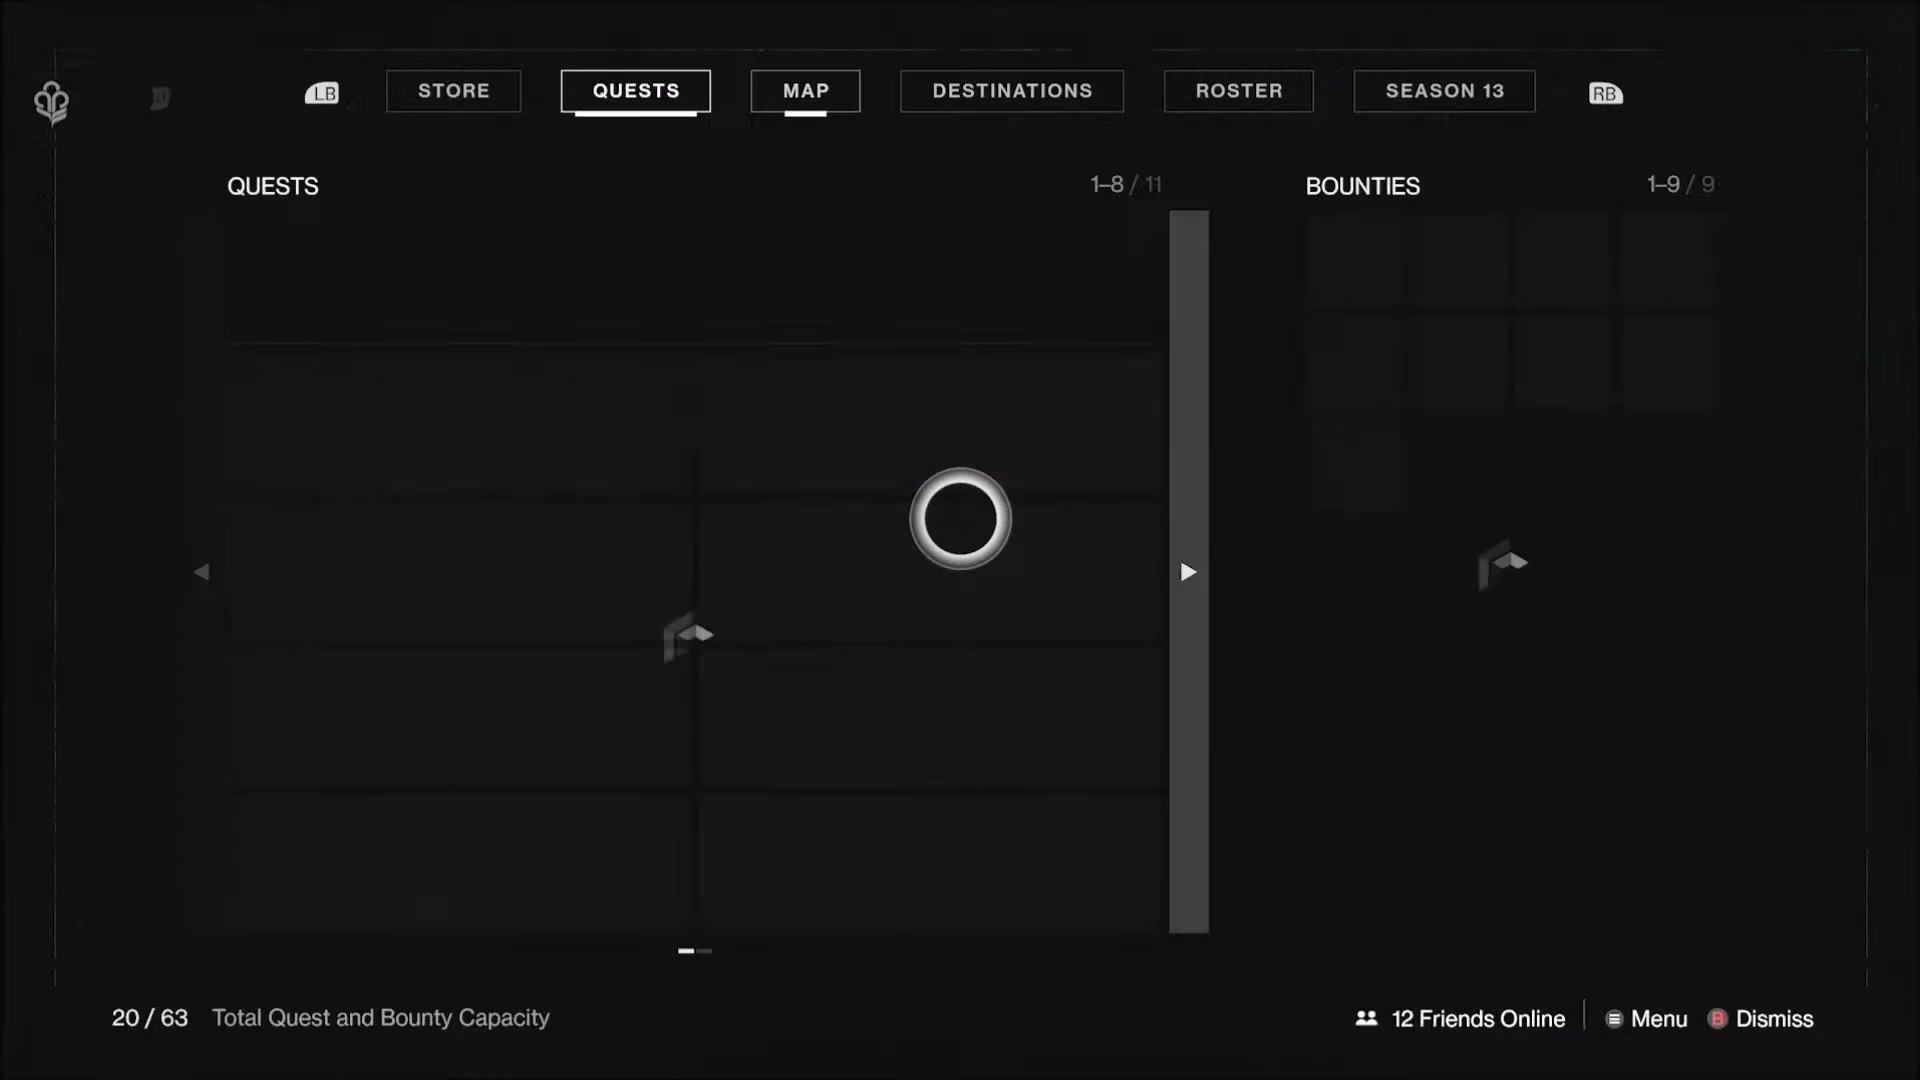 LB
STORE
QUESTS
MAP
DESTINATIONS
ROSTER
SEASON 13
RB
QUESTS
1–8 / 11
BOUNTIES
1–9 / 9
20 / 63 Total Quest and Bounty Capacity
12 Friends Online
Menu
B Dismiss